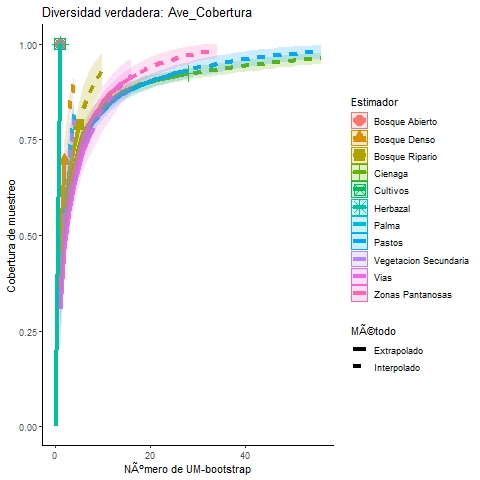 Diversidad verdadera: Ave_Cobertura
1.00
0.75
0.50
0.25
0.00
Cobertura de muestreo
0
20
40
NÃºmero de UM-bootstrap
Estimador
Bosque Abierto
Bosque Denso
Bosque Ripario
Cienaga
Cultivos
Herbazal
Palma
Pastos
Vegetacion Secundaria
Vias
Zonas Pantanosas
MÃ©todo
Extrapolado
Interpolado